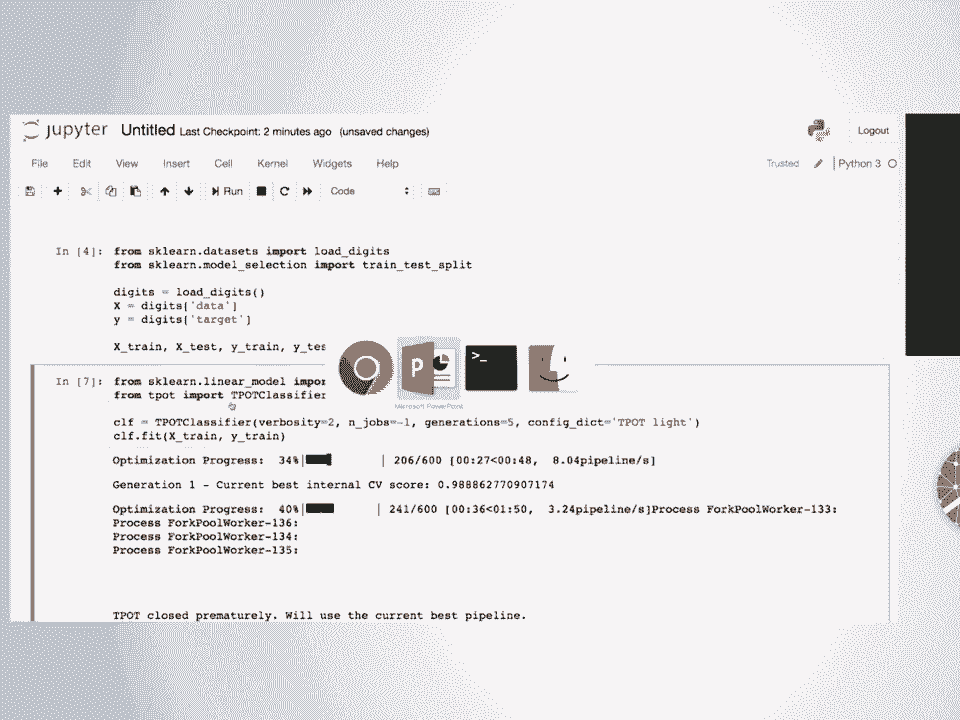 jupyter Untitled Last Checkpoint: 2 minutes ago (unsaved changes) Logout
File Edit View Insert Cell Kernel Widgets Help Trusted Python 3
Run Code
In [4]: from sklearn.datasets import load_digits
from sklearn.model_selection import train_test_split
digits = load_digits()
X = digits['data']
y = digits['target']
X_train, X_test, y_train, y_tes
In [7]: from sklearn.linear_model impor
from tpot import TPOTClassifier
Microsoft PowerPoint
clf = TPOTClassifier(verbosity=2, n_jobs=-1, generations=5, config_dict='TPOT light')
clf.fit(X_train, y_train)
Optimization Progress: 34%| | 206/600 [00:27<00:48, 8.04pipeline/s]
Generation 1 - Current best internal CV score: 0.988862770907174
Optimization Progress: 40%| | 241/600 [00:36<01:50, 3.24pipeline/s]Process ForkPoolWorker-133:
Process ForkPoolWorker-136:
Process ForkPoolWorker-134:
Process ForkPoolWorker-135:
TPOT closed prematurely. Will use the current best pipeline.